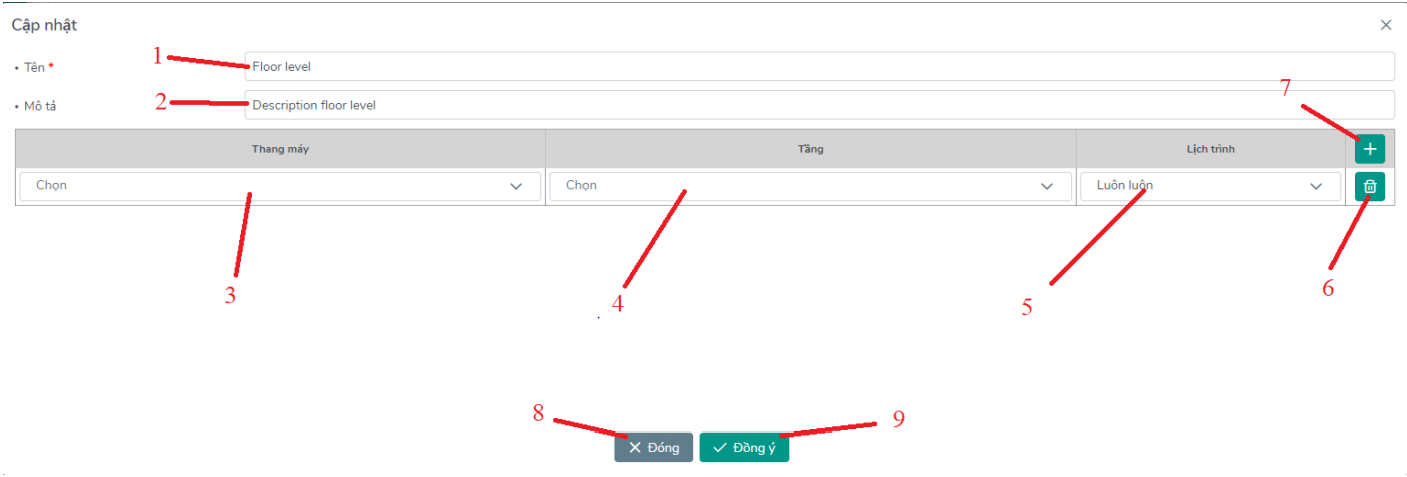 Cập nhật
• Tên * 1 Floor level
• Mô tả 2 Description floor level
7
Thang máy Tầng Lịch trình
Chọn Chọn Luôn luôn
3 4 5 6
8 9
Đóng Đồng ý